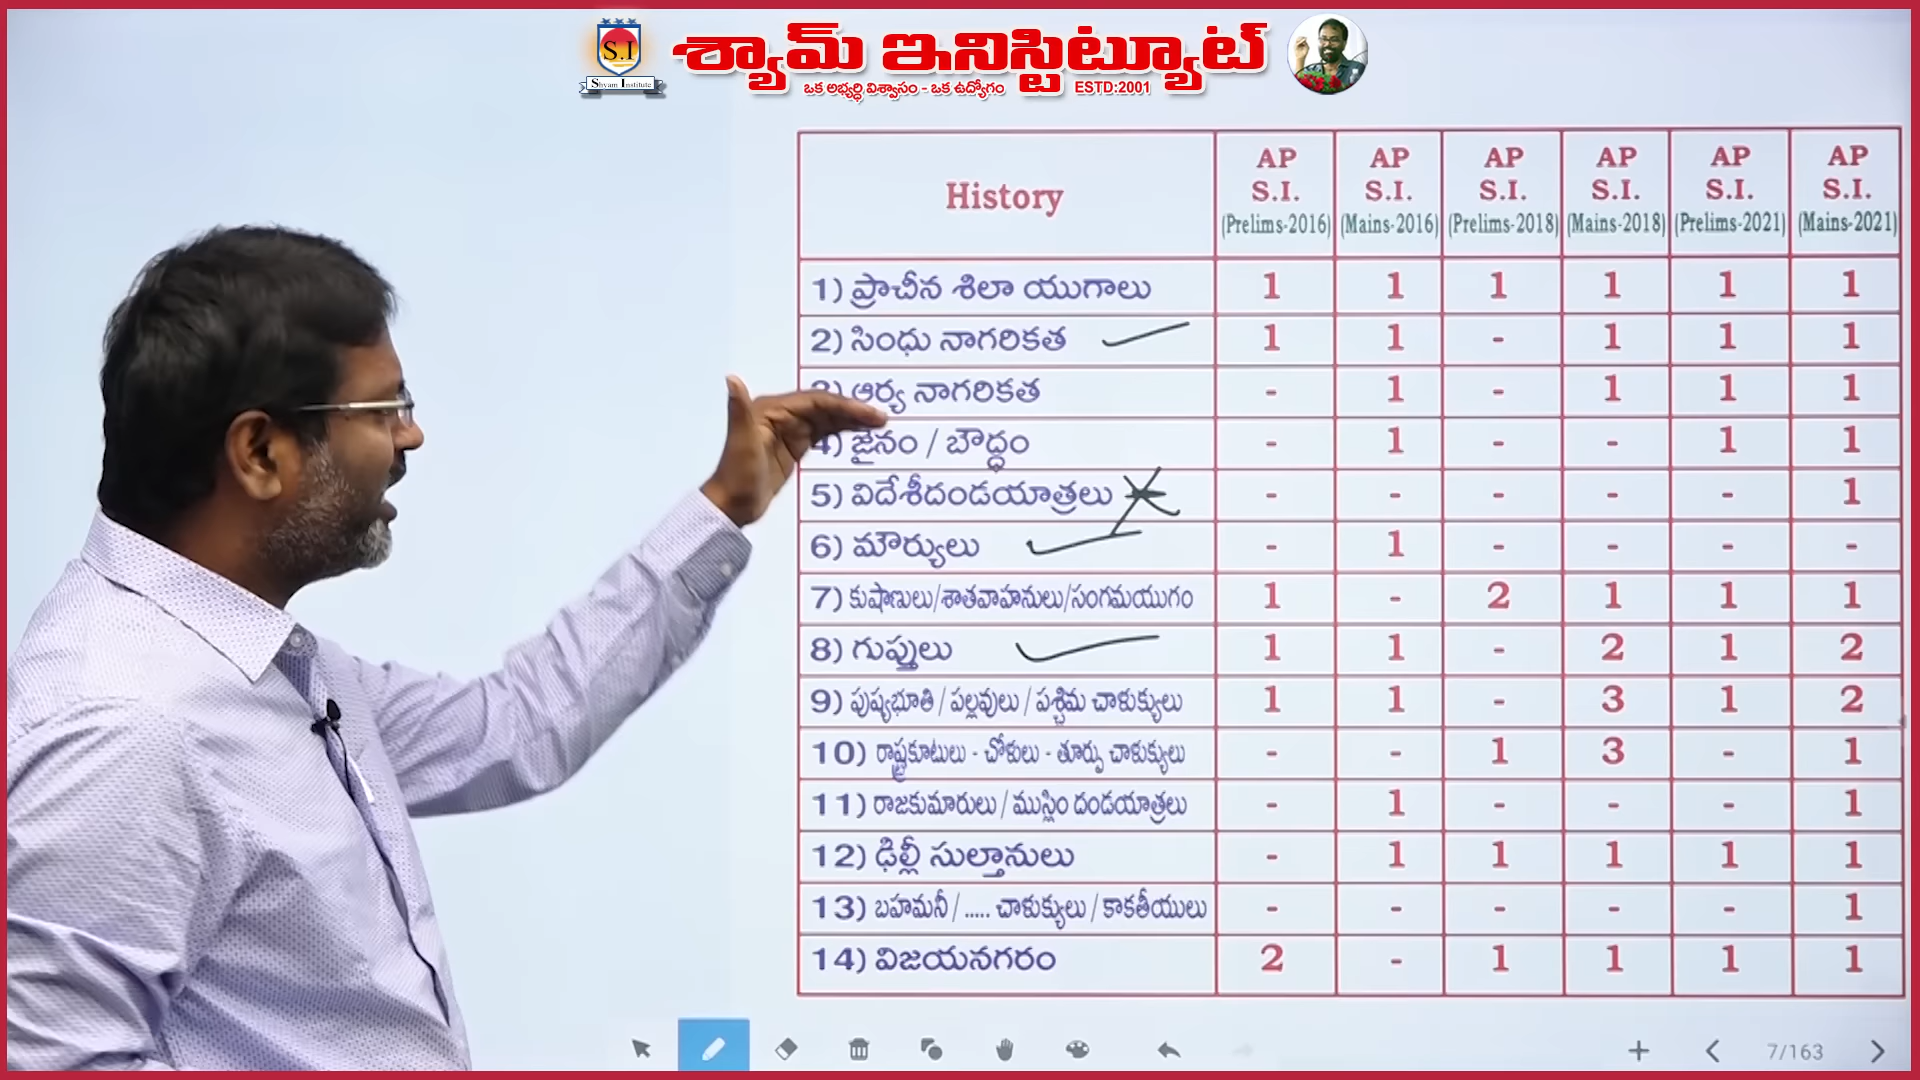 S.I
Shyam Institute
శ్యామ్ ఇనిస్టిట్యూట్
ఒక అభ్యర్ధి విశ్వాసం - ఒక ఉద్యోగం ESTD:2001
History AP S.I. (Prelims-2016) AP S.I. (Mains-2016) AP S.I. (Prelims-2018) AP S.I. (Mains-2018) AP S.I. (Prelims-2021) AP S.I. (Mains-2021)
1) ప్రాచీన శిలా యుగాలు 1 1 1 1 1 1
2) సింధు నాగరికత 1 1 - 1 1 1
3) ఆర్య నాగరికత - 1 - 1 1 1
4) జైనం / బౌద్ధం - 1 - - 1 1
5) విదేశీదండయాత్రలు - - - - - 1
6) మౌర్యులు - 1 - - - -
7) కుషాణులు/శాతవాహనులు/సంగమయుగం 1 - 2 1 1 1
8) గుప్తులు 1 1 - 2 1 2
9) పుష్యభూతి / పల్లవులు / పశ్చిమ చాళుక్యులు 1 1 - 3 1 2
10) రాష్ట్రకూటులు - చోళులు - తూర్పు చాళుక్యులు - - 1 3 - 1
11) రాజకుమారులు / ముస్లిం దండయాత్రలు - 1 - - - 1
12) ఢిల్లీ సుల్తానులు - 1 1 1 1 1
13) బహమనీ / ..... చాళుక్యులు / కాకతీయులు - - - - - 1
14) విజయనగరం 2 - 1 1 1 1
7/163